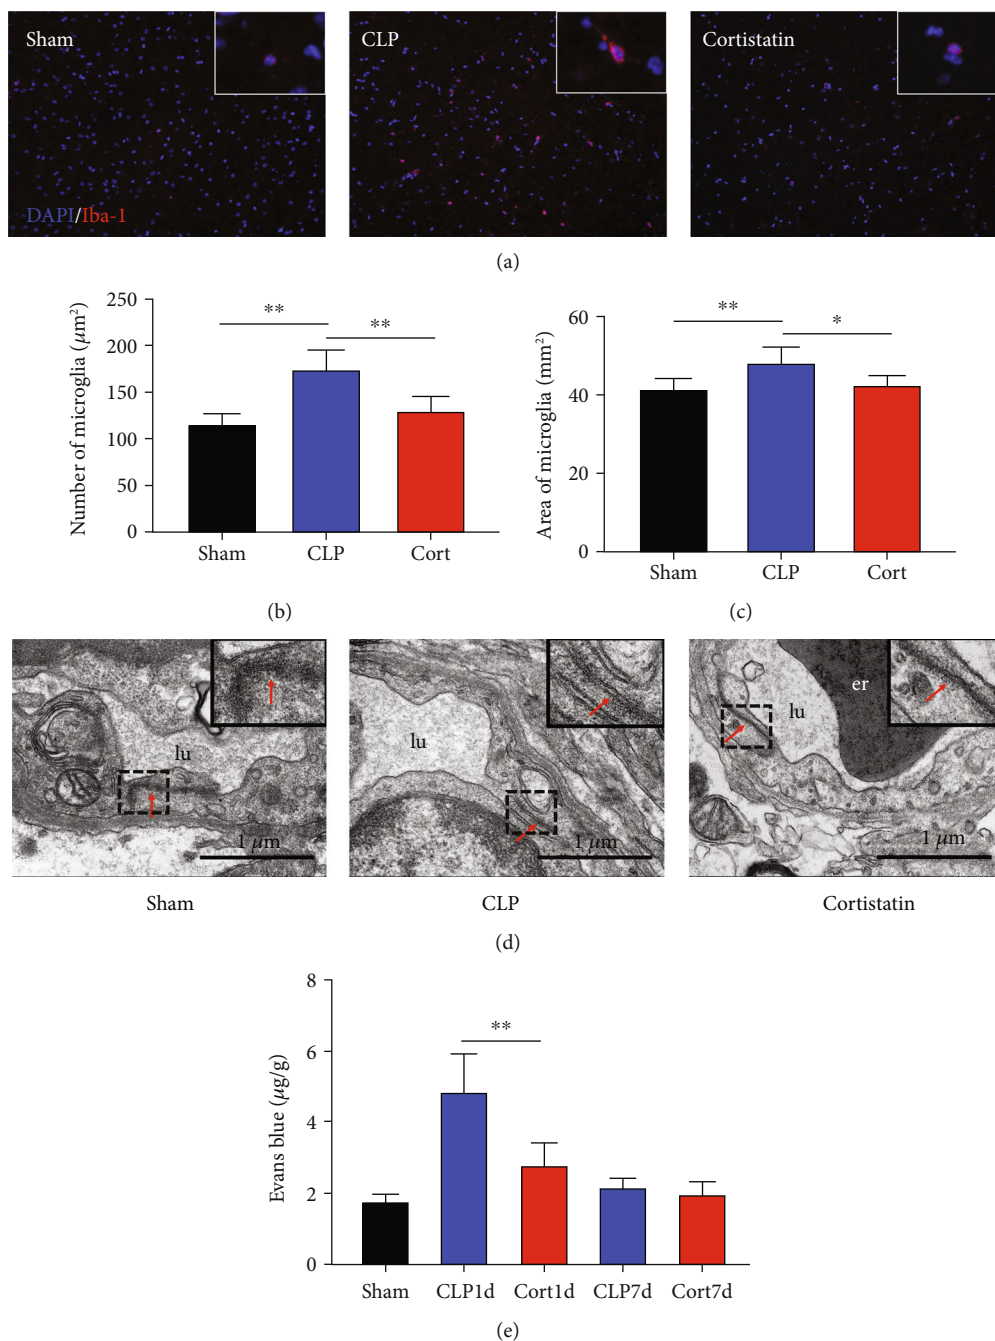 Sham
CLP
Cortistatin
DAPI/Iba-1
(a)
Number of microglia (μm²)
250
200
150
100
50
0
**
**
Sham
CLP
Cort
(b)
Area of microglia (mm²)
60
40
20
0
**
*
Sham
CLP
Cort
(c)
lu
1 μm
Sham
lu
1 μm
CLP
er
lu
1 μm
Cortistatin
(d)
Evans blue (μg/g)
8
6
4
2
0
**
Sham
CLP1d
Cort1d
CLP7d
Cort7d
(e)